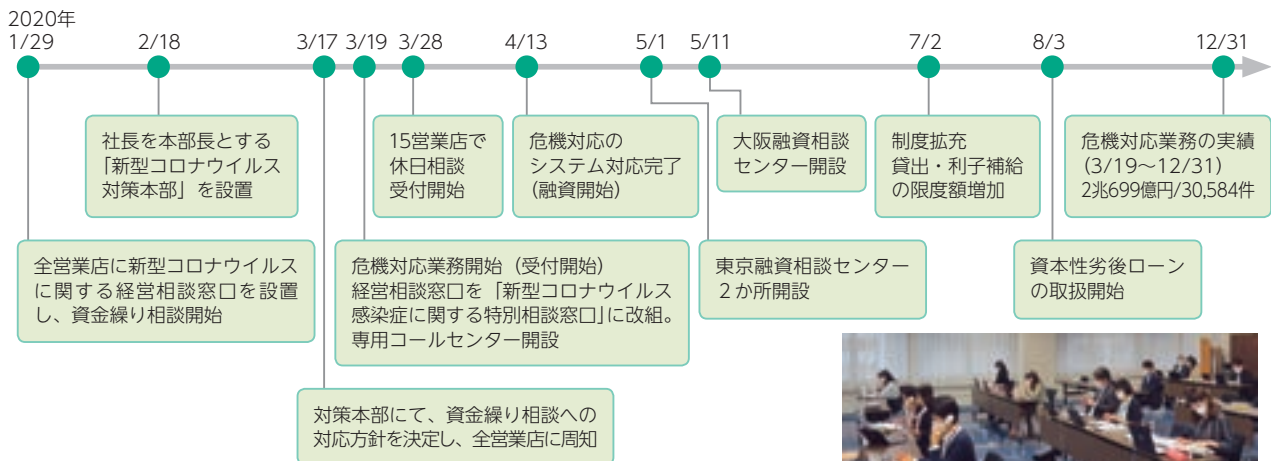 2020年
1/29
2/18
3/17
3/19
3/28
4/13
5/1
5/11
7/2
8/3
12/31
社長を本部長とする
「新型コロナウイルス
対策本部」を設置
15営業店で
休日相談
受付開始
危機対応の
システム対応完了
(融資開始)
大阪融資相談
センター開設
制度拡充
貸出・利子補給
の限度額増加
危機対応業務の実績
(3/19～12/31)
2兆699億円/30,584件
全営業店に新型コロナウイルス
に関する経営相談窓口を設置
し、資金繰り相談開始
危機対応業務開始（受付開始）
経営相談窓口を「新型コロナウイルス
感染症に関する特別相談窓口」に改組。
専用コールセンター開設
東京融資相談センター
２か所開設
資本性劣後ローン
の取扱開始
対策本部にて、資金繰り相談への
対応方針を決定し、全営業店に周知